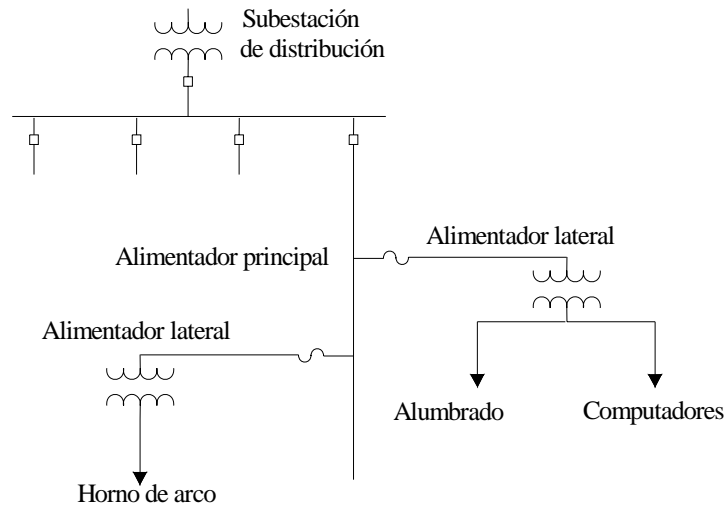 Subestación
de distribución
Alimentador lateral
Alimentador principal
Alimentador lateral
Alumbrado
Computadores
Horno de arco